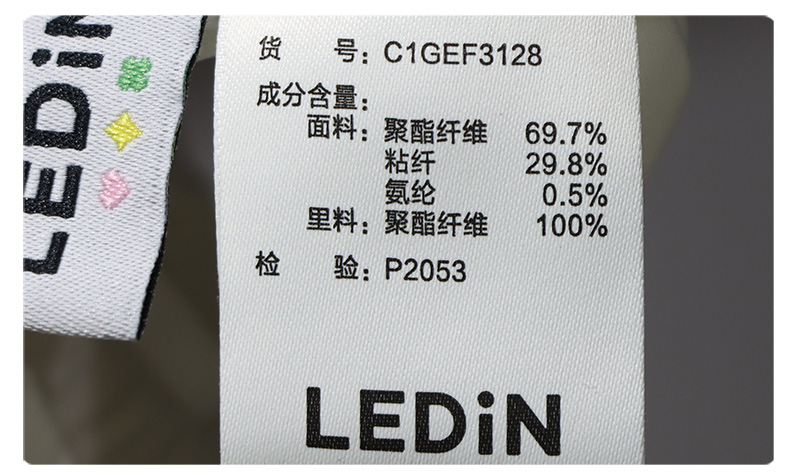 LEDiN
货 号：C1GEF3128
成分含量：
面料：聚酯纤维 69.7%
粘纤 29.8%
氨纶 0.5%
里料：聚酯纤维 100%
检 验：P2053
LEDiN